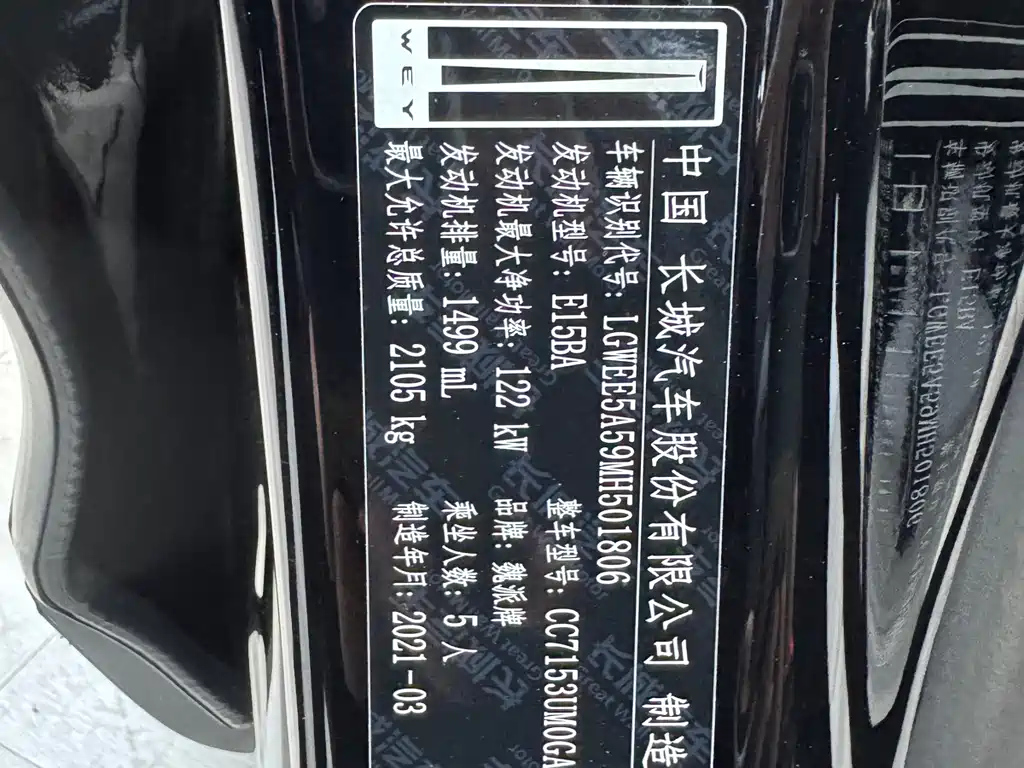 WEY
中国 长城汽车股份有限公司 制造
车辆识别代号: LGWEE5A59MH501806
发动机型号: E15BA 整车型号: CC7153UM0GA
发动机最大净功率: 122 kW 品牌: 魏派牌
发动机排量: 1499 mL 乘坐人数: 5 人
最大允许总质量: 2105 kg 制造年月: 2021-03